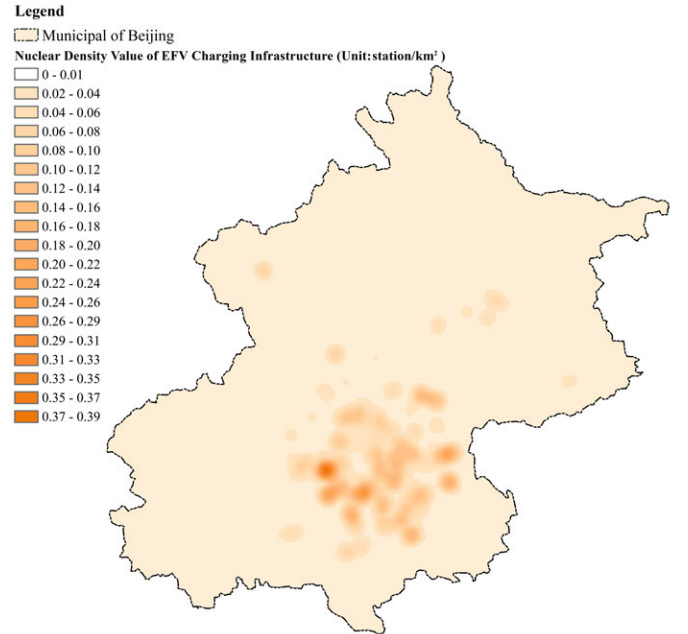 Legend
Municipal of Beijing
Nuclear Density Value of EFV Charging Infrastructure (Unit:station/km²)
0 - 0.01
0.02 - 0.04
0.04 - 0.06
0.06 - 0.08
0.08 - 0.10
0.10 - 0.12
0.12 - 0.14
0.14 - 0.16
0.16 - 0.18
0.18 - 0.20
0.20 - 0.22
0.22 - 0.24
0.24 - 0.26
0.26 - 0.29
0.29 - 0.31
0.31 - 0.33
0.33 - 0.35
0.35 - 0.37
0.37 - 0.39